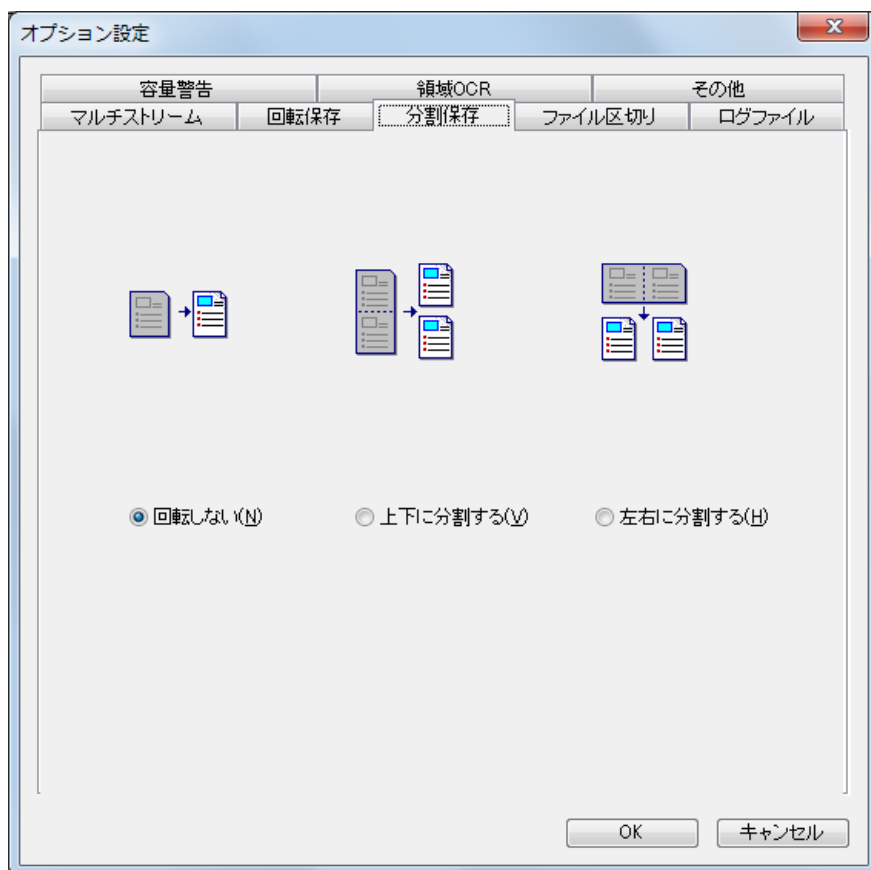 オプション設定
容量警告 領域OCR その他
マルチストリーム 回転保存 分割保存 ファイル区切り ログファイル
回転しない(N) 上下に分割する(V) 左右に分割する(H)
OK キャンセル